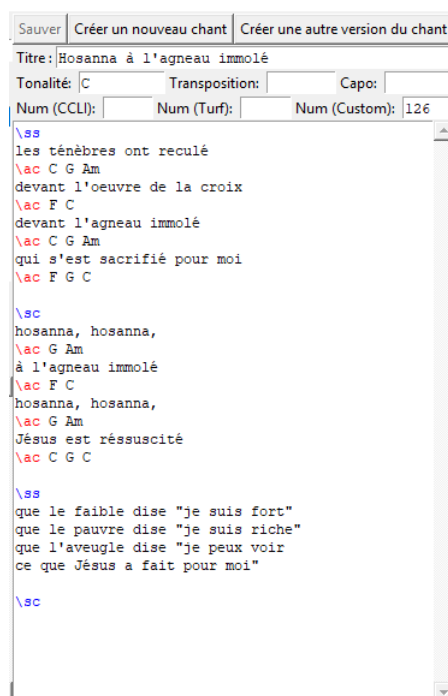 Sauver Créer un nouveau chant Créer une autre version du chant
Titre : Hosanna à l'agneau immolé
Tonalité: C Transposition: Capo:
Num (CCLI): Num (Turf): Num (Custom): 126
\ss
les ténèbres ont reculé
\ac C G Am
devant l'oeuvre de la croix
\ac F C
devant l'agneau immolé
\ac C G Am
qui s'est sacrifié pour moi
\ac F G C

\sc
hosanna, hosanna,
\ac G Am
à l'agneau immolé
\ac F C
hosanna, hosanna,
\ac G Am
Jésus est réssuscité
\ac C G C

\ss
que le faible dise "je suis fort"
que le pauvre dise "je suis riche"
que l'aveugle dise "je peux voir
ce que Jésus a fait pour moi"

\sc